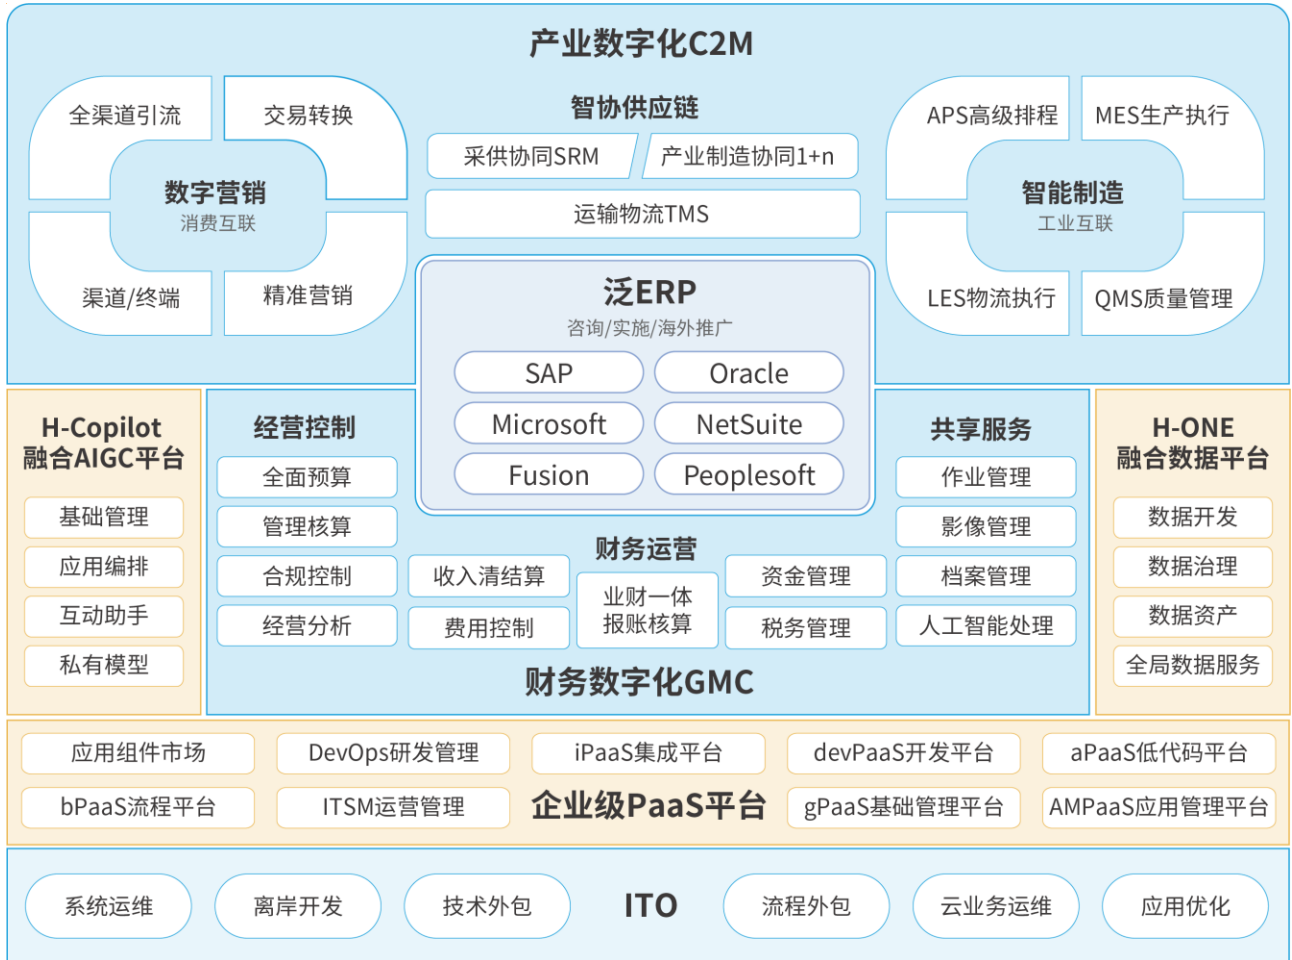 产业数字化C2M
全渠道引流
交易转换
数字营销
消费互联
渠道/终端
精准营销
智协供应链
采供协同SRM
产业制造协同1+n
运输物流TMS
APS高级排程
MES生产执行
智能制造
工业互联
LES物流执行
QMS质量管理
泛ERP
咨询/实施/海外推广
SAP
Oracle
Microsoft
NetSuite
Fusion
Peoplesoft
H-Copilot
融合AIGC平台
基础管理
应用编排
互动助手
私有模型
经营控制
全面预算
管理核算
合规控制
经营分析
财务运营
收入清结算
费用控制
业财一体
报账核算
资金管理
税务管理
共享服务
作业管理
影像管理
档案管理
人工智能处理
财务数字化GMC
H-ONE
融合数据平台
数据开发
数据治理
数据资产
全局数据服务
应用组件市场
DevOps研发管理
iPaaS集成平台
devPaaS开发平台
aPaaS低代码平台
bPaaS流程平台
ITSM运营管理
企业级PaaS平台
gPaaS基础管理平台
AMPaaS应用管理平台
系统运维
离岸开发
技术外包
ITO
流程外包
云业务运维
应用优化